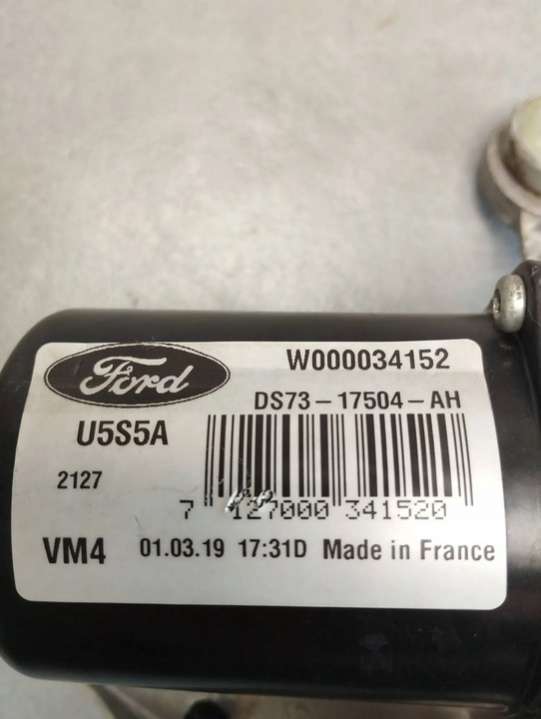 Ford
W000034152
DS73-17504-AH
U5S5A
2127
7 127000 341520
VM4 01.03.19 17:31D Made in France